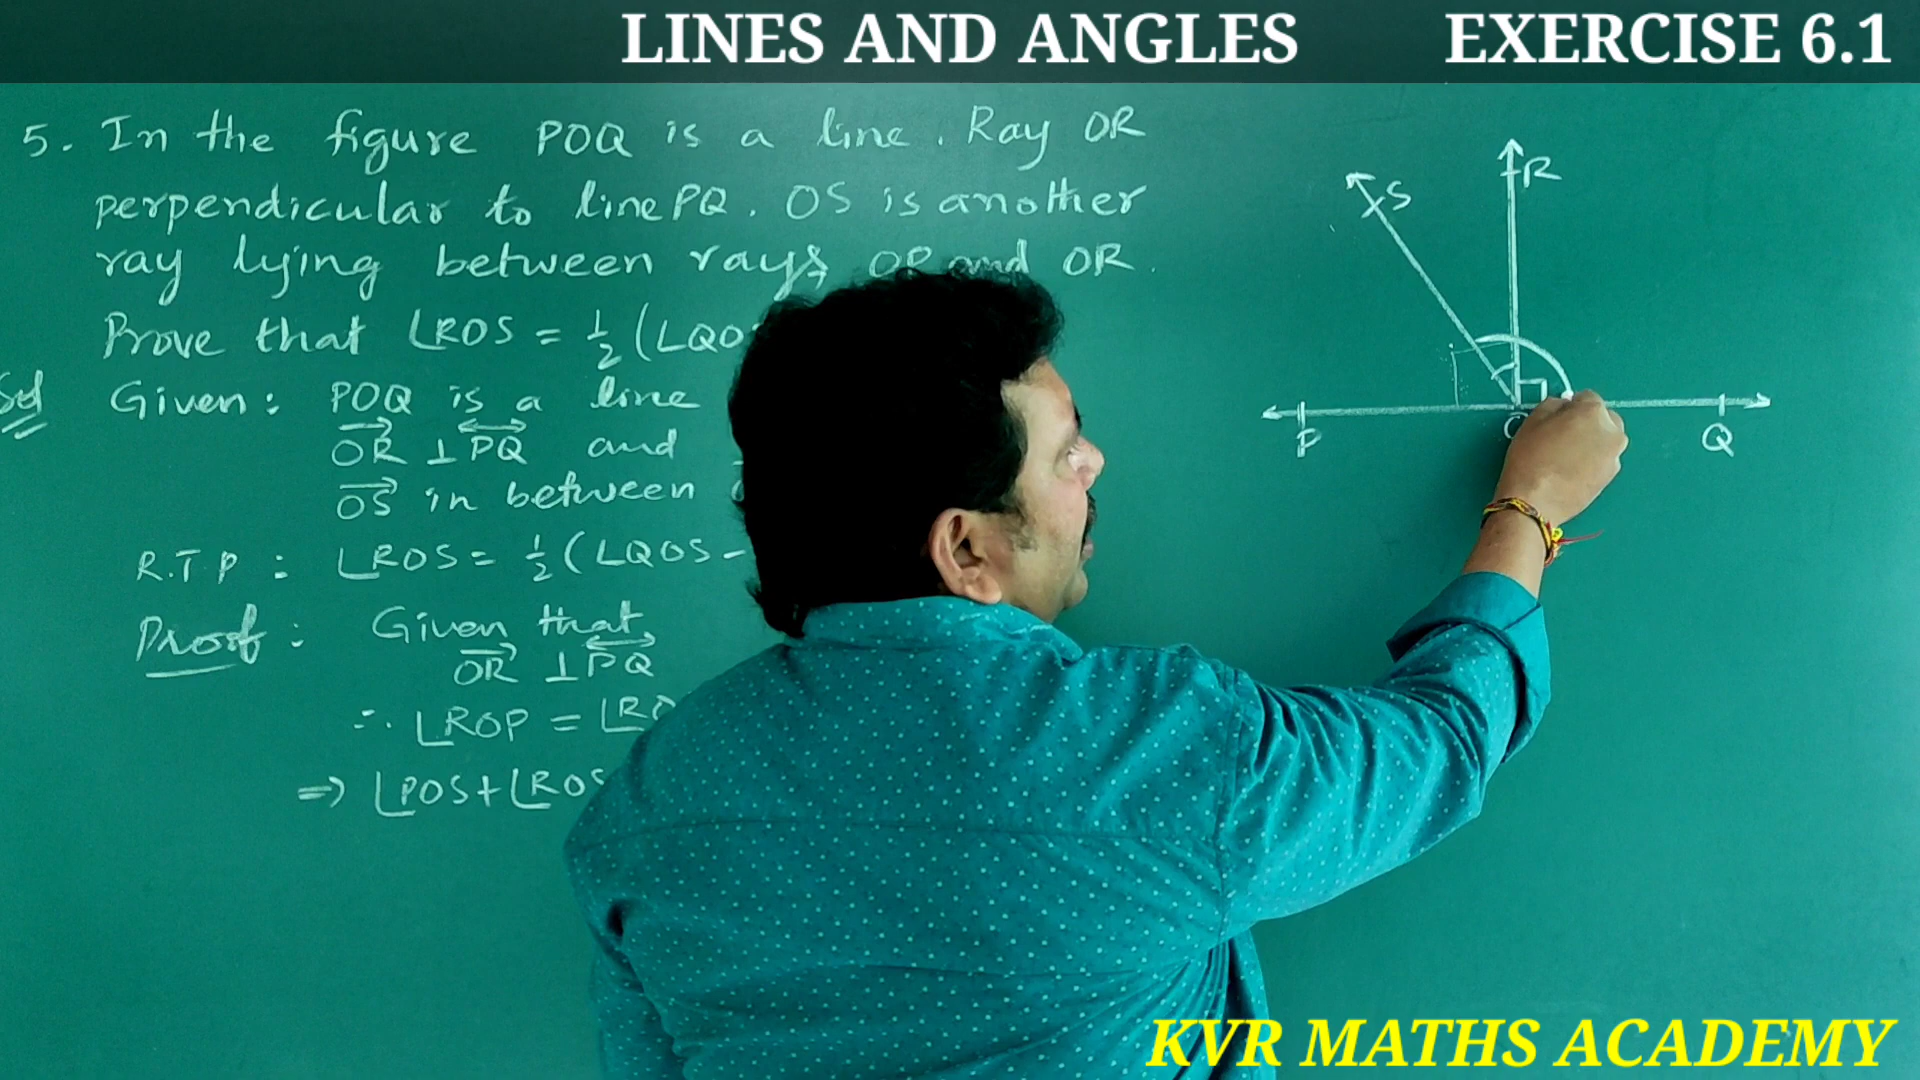 LINES AND ANGLES EXERCISE 6.1
5. In the figure POQ is a line. Ray OR
perpendicular to line PQ. OS is another
ray lying between rays OP and OR.
Prove that ∠ROS = 1/2 (∠QO
Sol Given: POQ is a line
OR ⊥ PQ and
OS in between
R.T.P : ∠ROS = 1/2 (∠QOS -
Proof: Given that
OR ⊥ PQ
∴ ∠ROP = ∠RO
⇒ ∠POS + ∠ROS
S
R
P
Q
KVR MATHS ACADEMY